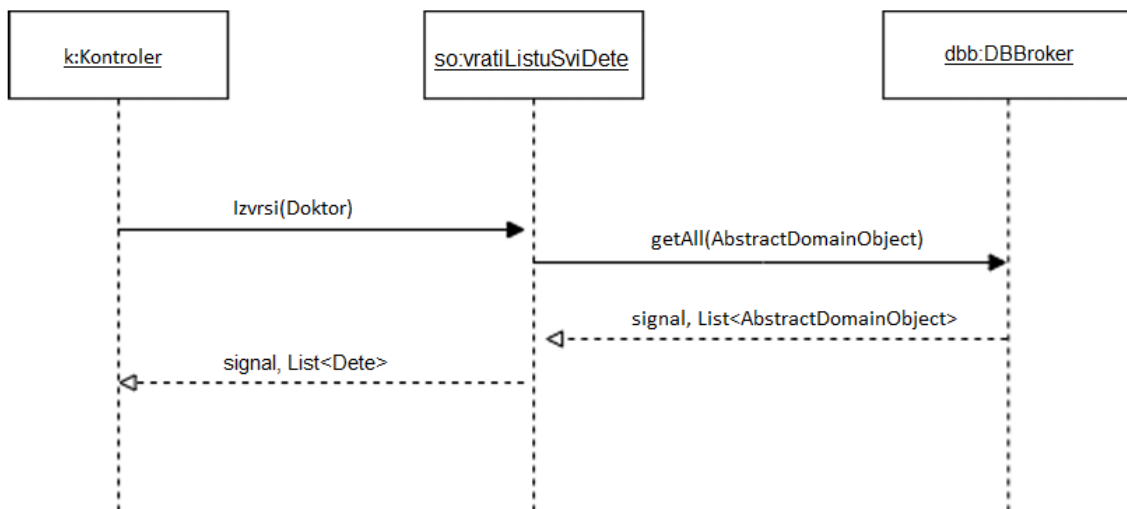 k:Kontroler
so:vratiListuSviDete
dbb:DBBroker
Izvrsi(Doktor)
getAll(AbstractDomainObject)
signal, List<AbstractDomainObject>
signal, List<Dete>